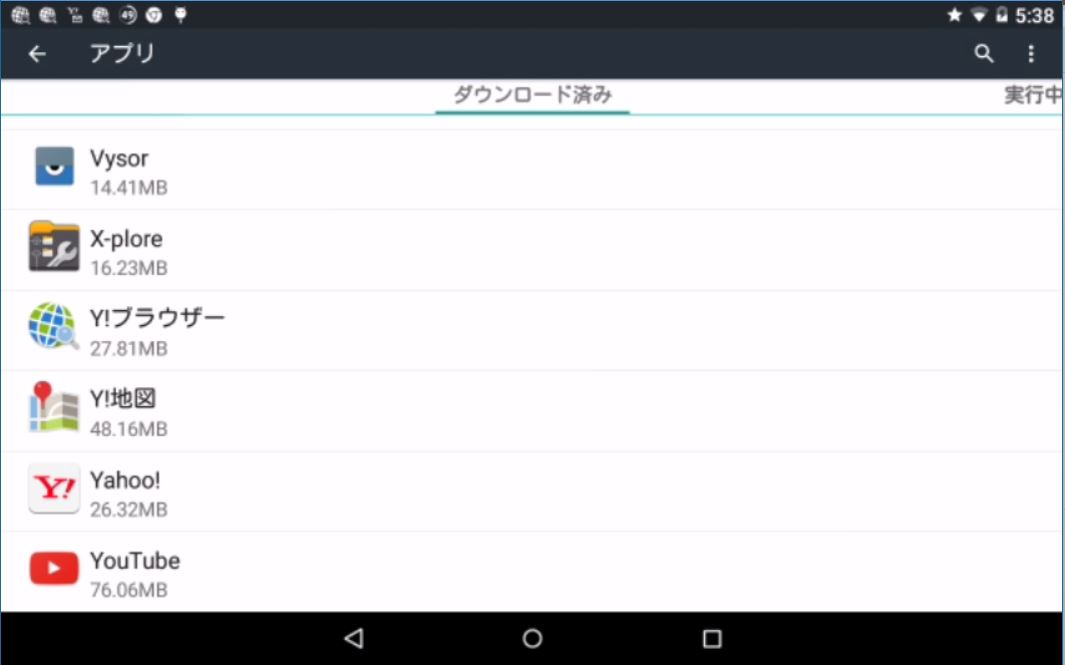 49
5:38
アプリ
ダウンロード済み
実行中
Vysor
14.41MB
X-plore
16.23MB
Y!ブラウザー
27.81MB
Y!地図
48.16MB
Y!
Yahoo!
26.32MB
YouTube
76.06MB